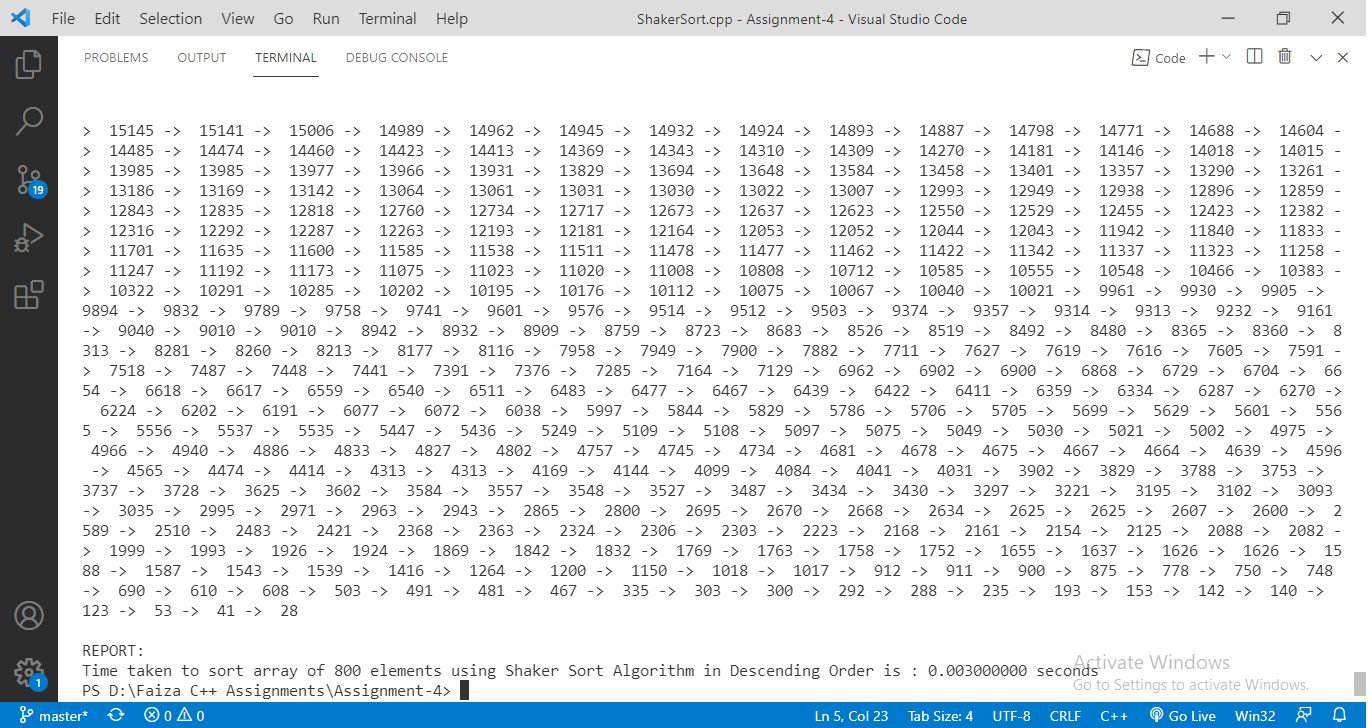 File Edit Selection View Go Run Terminal Help ShakerSort.cpp - Assignment-4 - Visual Studio Code
PROBLEMS OUTPUT TERMINAL DEBUG CONSOLE Code
> 15145 -> 15141 -> 15006 -> 14989 -> 14962 -> 14945 -> 14932 -> 14924 -> 14893 -> 14887 -> 14798 -> 14771 -> 14688 -> 14604 -
> 14485 -> 14474 -> 14460 -> 14423 -> 14413 -> 14369 -> 14343 -> 14310 -> 14309 -> 14270 -> 14181 -> 14146 -> 14018 -> 14015 -
> 13985 -> 13985 -> 13977 -> 13966 -> 13931 -> 13829 -> 13694 -> 13648 -> 13584 -> 13458 -> 13401 -> 13357 -> 13290 -> 13261 -
> 13186 -> 13169 -> 13142 -> 13064 -> 13061 -> 13031 -> 13030 -> 13022 -> 13007 -> 12993 -> 12949 -> 12938 -> 12896 -> 12859 -
> 12843 -> 12835 -> 12818 -> 12760 -> 12734 -> 12717 -> 12673 -> 12637 -> 12623 -> 12550 -> 12529 -> 12455 -> 12423 -> 12382 -
> 12316 -> 12292 -> 12287 -> 12263 -> 12193 -> 12181 -> 12164 -> 12053 -> 12052 -> 12044 -> 12043 -> 11942 -> 11840 -> 11833 -
> 11701 -> 11635 -> 11600 -> 11585 -> 11538 -> 11511 -> 11478 -> 11477 -> 11462 -> 11422 -> 11342 -> 11337 -> 11323 -> 11258 -
> 11247 -> 11192 -> 11173 -> 11075 -> 11023 -> 11020 -> 11008 -> 10808 -> 10712 -> 10585 -> 10555 -> 10548 -> 10466 -> 10383 -
> 10322 -> 10291 -> 10285 -> 10202 -> 10195 -> 10176 -> 10112 -> 10075 -> 10067 -> 10040 -> 10021 -> 9961 -> 9930 -> 9905 ->
9894 -> 9832 -> 9789 -> 9758 -> 9741 -> 9601 -> 9576 -> 9514 -> 9512 -> 9503 -> 9374 -> 9357 -> 9314 -> 9313 -> 9232 -> 9161
-> 9040 -> 9010 -> 9010 -> 8942 -> 8932 -> 8909 -> 8759 -> 8723 -> 8683 -> 8526 -> 8519 -> 8492 -> 8480 -> 8365 -> 8360 -> 8
313 -> 8281 -> 8260 -> 8213 -> 8177 -> 8116 -> 7958 -> 7949 -> 7900 -> 7882 -> 7711 -> 7627 -> 7619 -> 7616 -> 7605 -> 7591 -
> 7518 -> 7487 -> 7448 -> 7441 -> 7391 -> 7376 -> 7285 -> 7164 -> 7129 -> 6962 -> 6902 -> 6900 -> 6868 -> 6729 -> 6704 -> 66
54 -> 6618 -> 6617 -> 6559 -> 6540 -> 6511 -> 6483 -> 6477 -> 6467 -> 6439 -> 6422 -> 6411 -> 6359 -> 6334 -> 6287 -> 6270 ->
6224 -> 6202 -> 6191 -> 6077 -> 6072 -> 6038 -> 5997 -> 5844 -> 5829 -> 5786 -> 5706 -> 5705 -> 5699 -> 5629 -> 5601 -> 556
5 -> 5556 -> 5537 -> 5535 -> 5447 -> 5436 -> 5249 -> 5109 -> 5108 -> 5097 -> 5075 -> 5049 -> 5030 -> 5021 -> 5002 -> 4975 ->
4966 -> 4940 -> 4886 -> 4833 -> 4827 -> 4802 -> 4757 -> 4745 -> 4734 -> 4681 -> 4678 -> 4675 -> 4667 -> 4664 -> 4639 -> 4596
-> 4565 -> 4474 -> 4414 -> 4313 -> 4313 -> 4169 -> 4144 -> 4099 -> 4084 -> 4041 -> 4031 -> 3902 -> 3829 -> 3788 -> 3753 ->
3737 -> 3728 -> 3625 -> 3602 -> 3584 -> 3557 -> 3548 -> 3527 -> 3487 -> 3434 -> 3430 -> 3297 -> 3221 -> 3195 -> 3102 -> 3093
-> 3035 -> 2995 -> 2971 -> 2963 -> 2943 -> 2865 -> 2800 -> 2695 -> 2670 -> 2668 -> 2634 -> 2625 -> 2625 -> 2607 -> 2600 -> 2
589 -> 2510 -> 2483 -> 2421 -> 2368 -> 2363 -> 2324 -> 2306 -> 2303 -> 2223 -> 2168 -> 2161 -> 2154 -> 2125 -> 2088 -> 2082 -
> 1999 -> 1993 -> 1926 -> 1924 -> 1869 -> 1842 -> 1832 -> 1769 -> 1763 -> 1758 -> 1752 -> 1655 -> 1637 -> 1626 -> 1626 -> 15
88 -> 1587 -> 1543 -> 1539 -> 1416 -> 1264 -> 1200 -> 1150 -> 1018 -> 1017 -> 912 -> 911 -> 900 -> 875 -> 778 -> 750 -> 748
-> 690 -> 610 -> 608 -> 503 -> 491 -> 481 -> 467 -> 335 -> 303 -> 300 -> 292 -> 288 -> 235 -> 193 -> 153 -> 142 -> 140 ->
123 -> 53 -> 41 -> 28
REPORT:
Time taken to sort array of 800 elements using Shaker Sort Algorithm in Descending Order is : 0.003000000 seconds
PS D:\Faiza C++ Assignments\Assignment-4>
Activate Windows
Go to Settings to activate Windows.
19
1
master* 0 0 Ln 5, Col 23 Tab Size: 4 UTF-8 CRLF C++ Go Live Win32